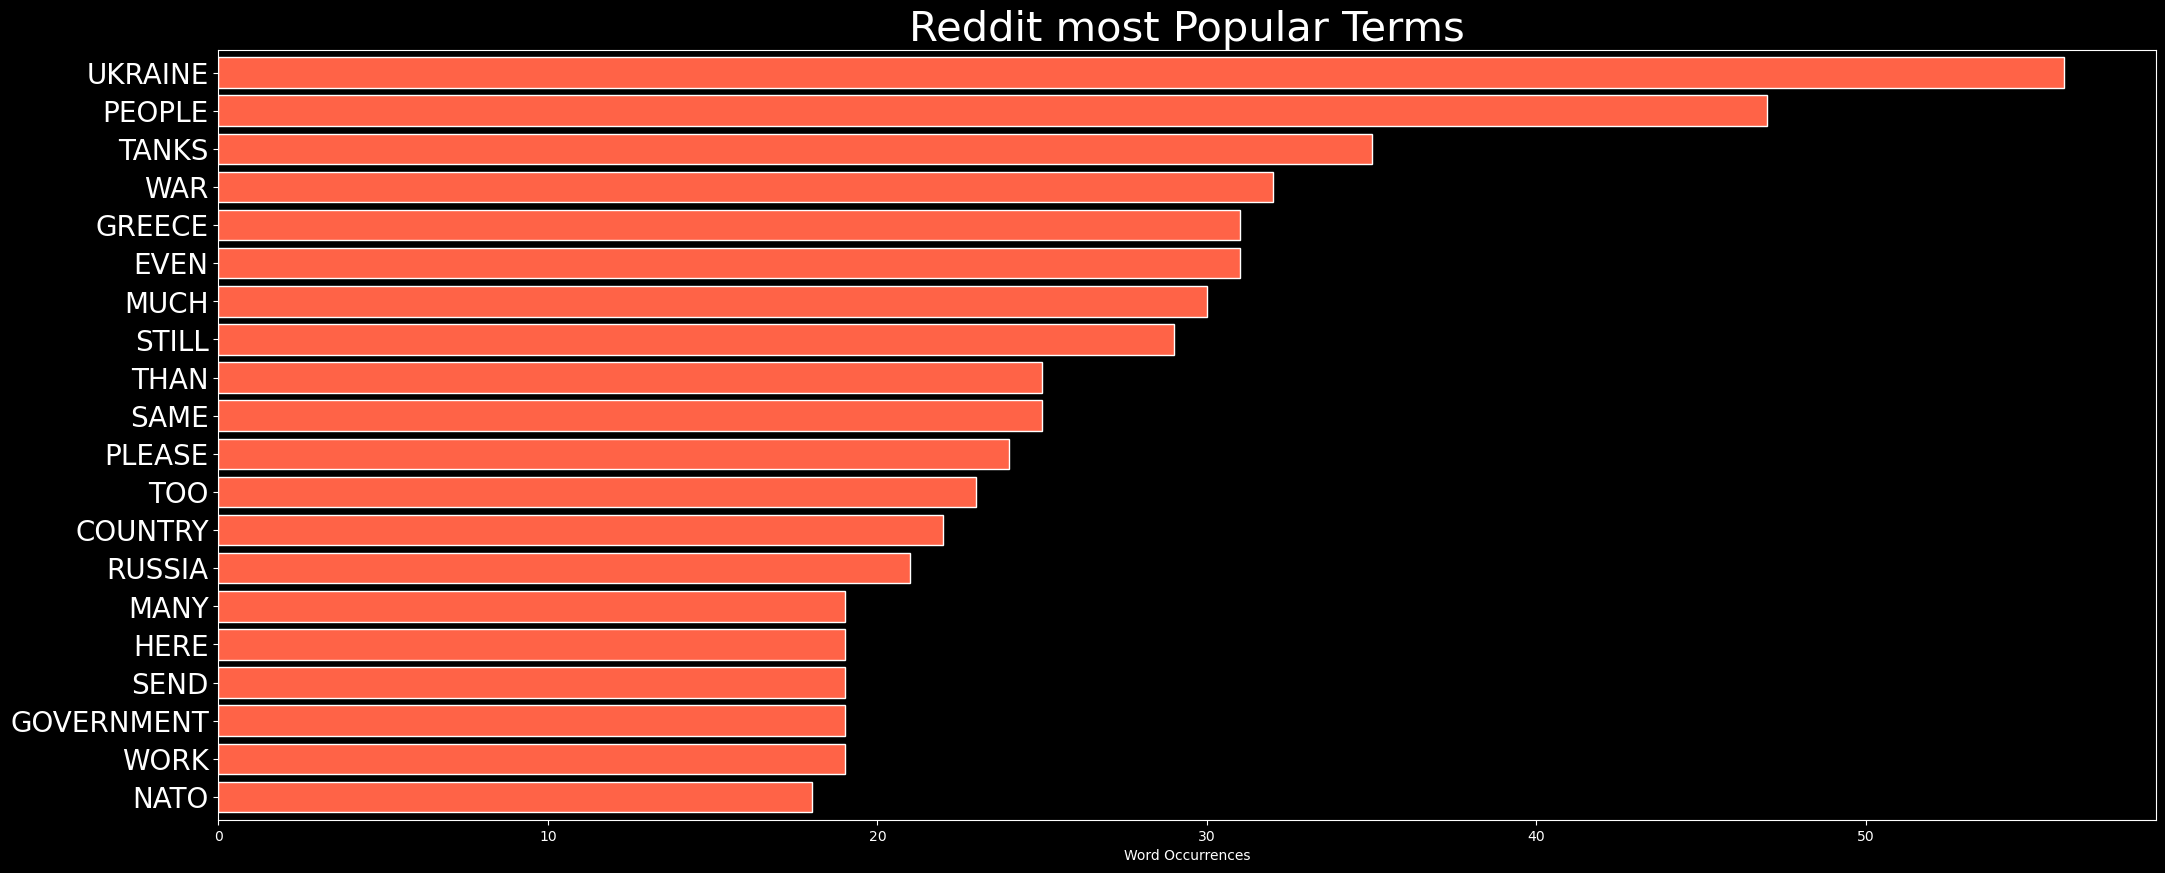 Reddit most Popular Terms
UKRAINE
PEOPLE
TANKS
WAR
GREECE
EVEN
MUCH
STILL
THAN
SAME
PLEASE
TOO
COUNTRY
RUSSIA
MANY
HERE
SEND
GOVERNMENT
WORK
NATO
0 10 20 30 40 50
Word Occurrences